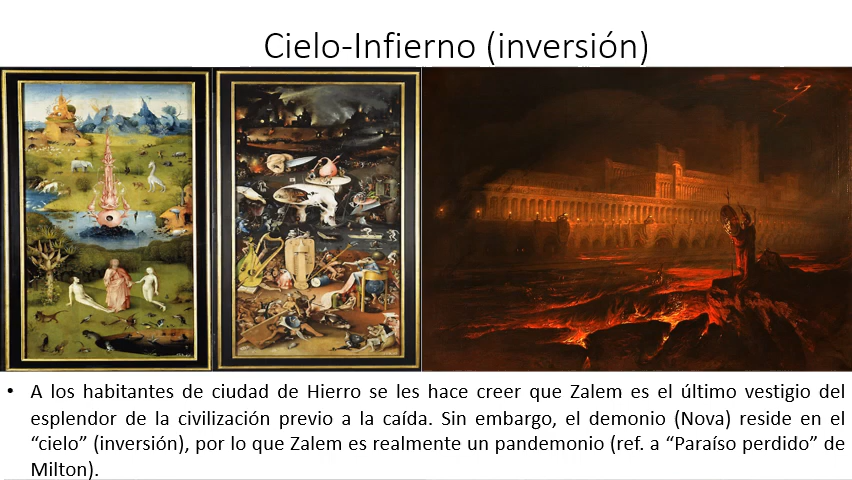 Cielo-Infierno (inversión)
• A los habitantes de ciudad de Hierro se les hace creer que Zalem es el último vestigio del
esplendor de la civilización previo a la caída. Sin embargo, el demonio (Nova) reside en el
“cielo” (inversión), por lo que Zalem es realmente un pandemonio (ref. a “Paraíso perdido” de
Milton).